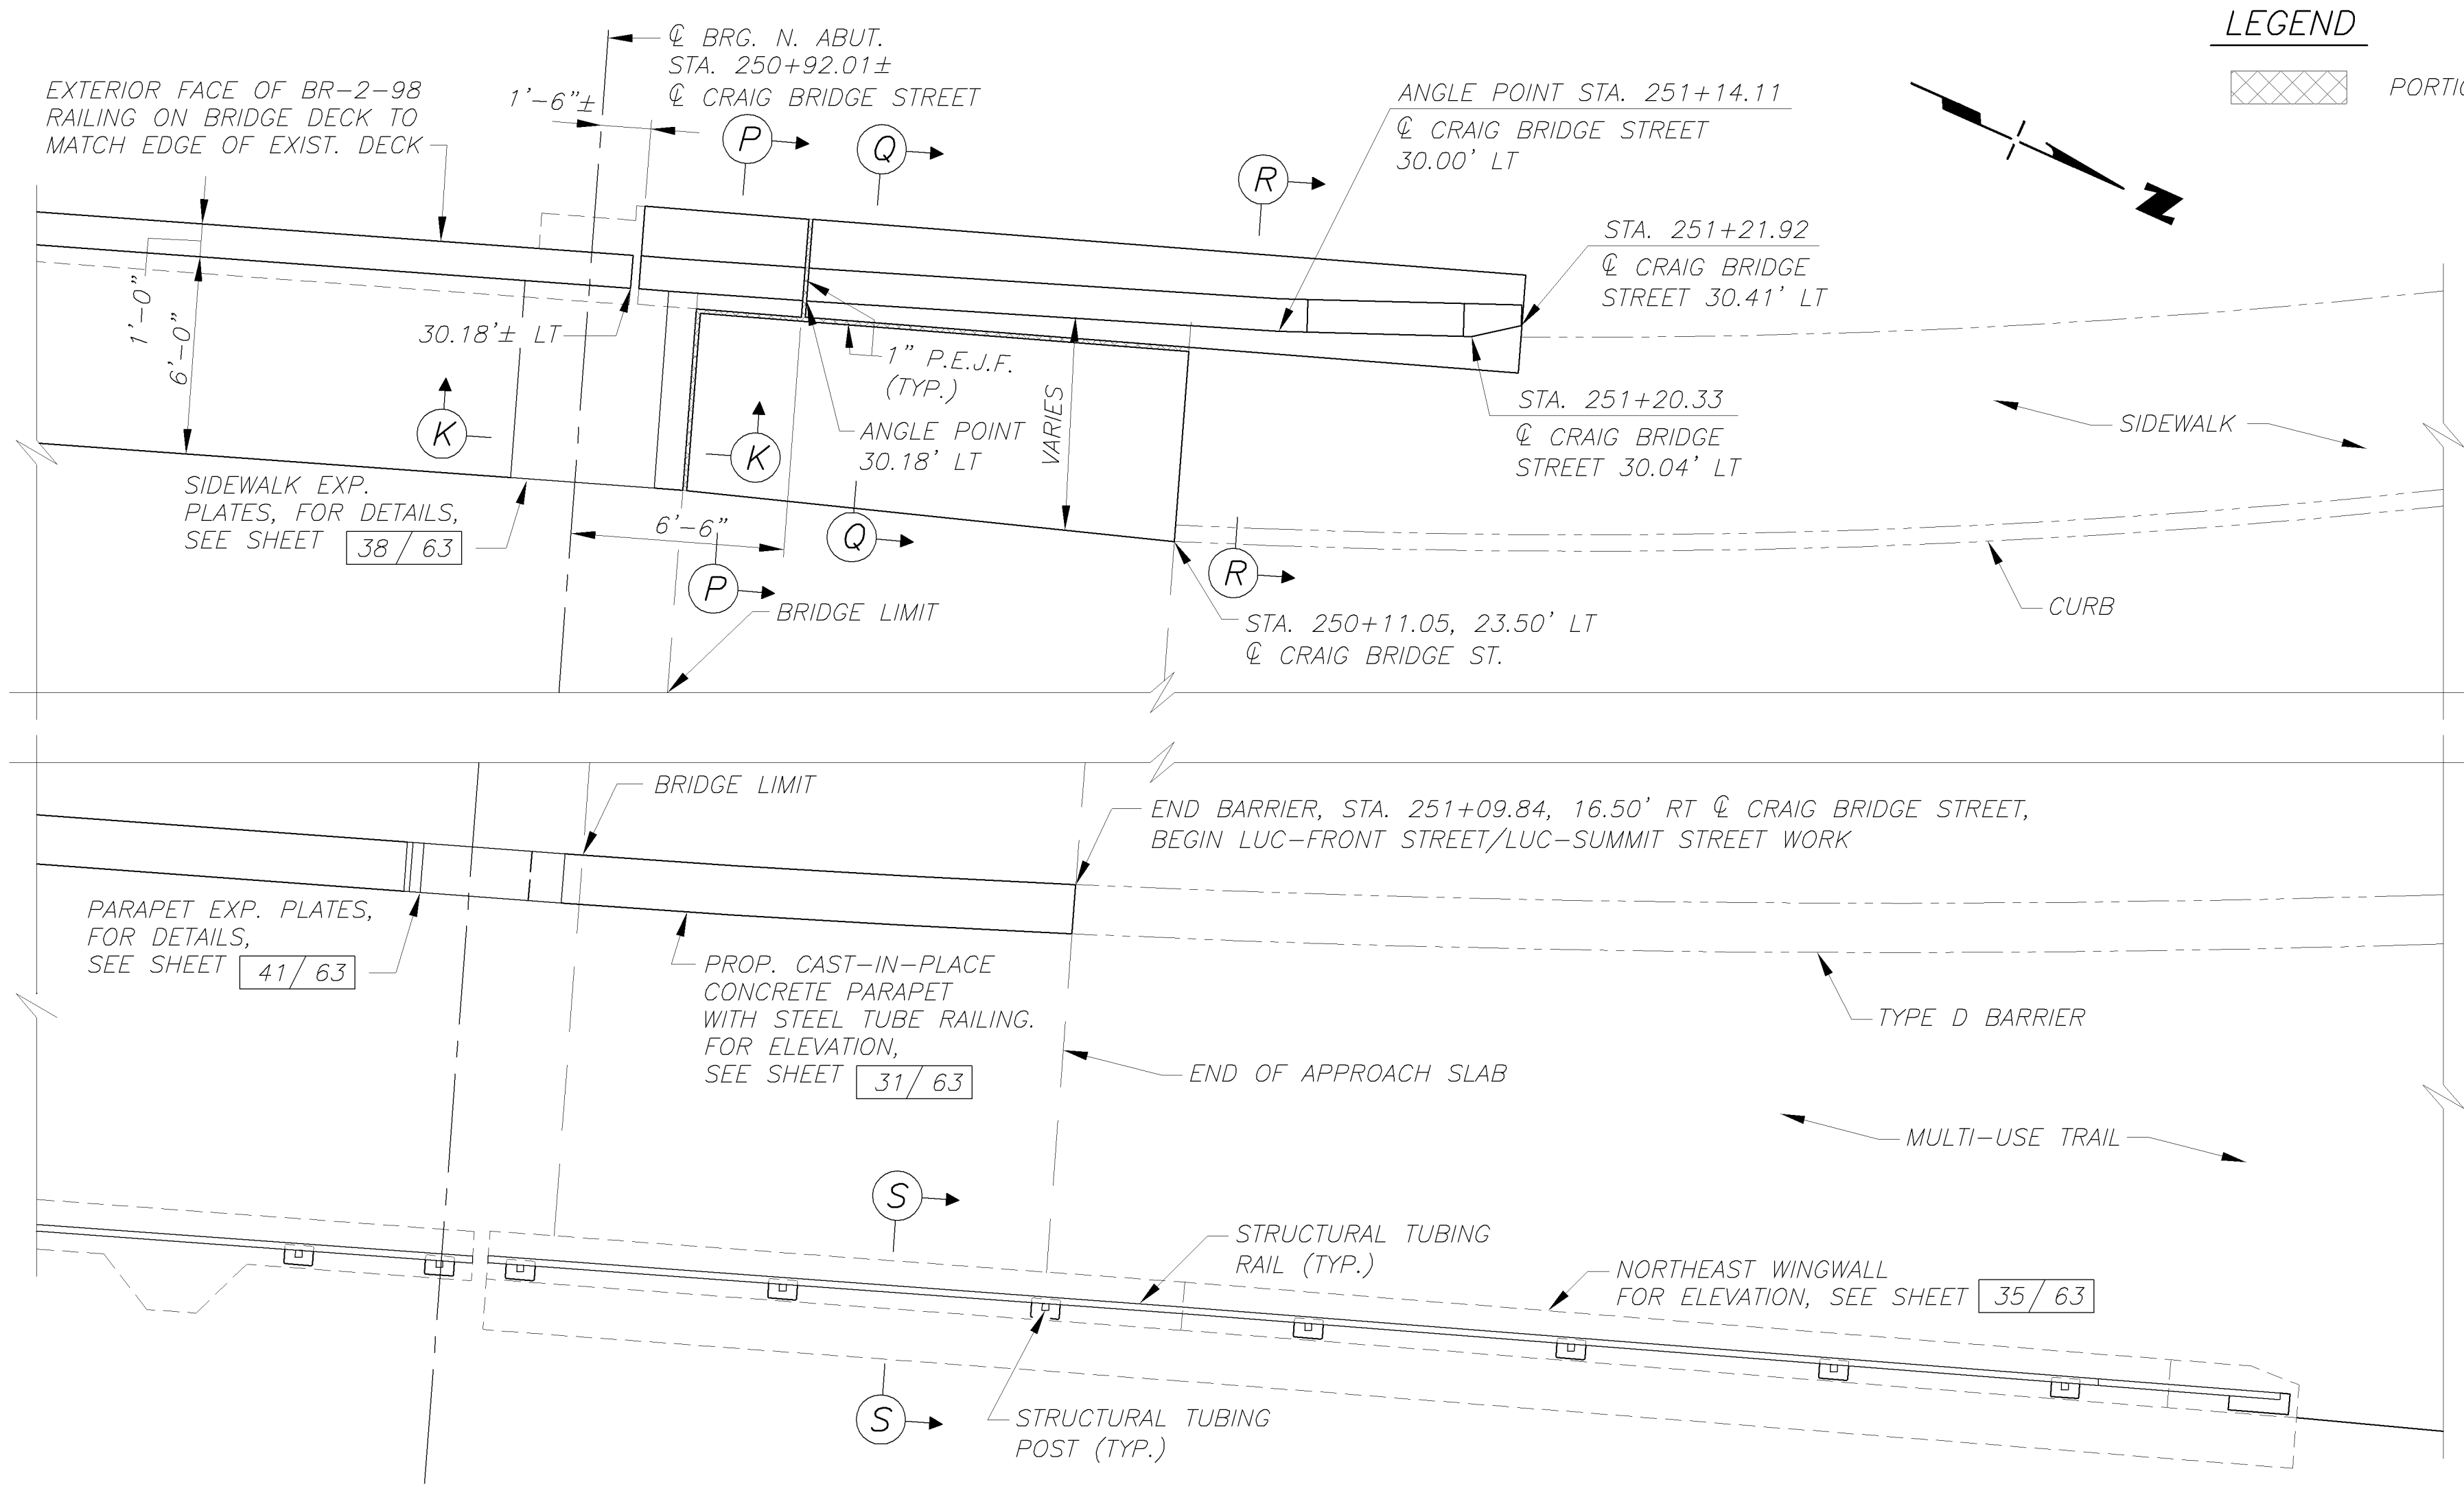 LEGEND
PORTIO
℄ BRG. N. ABUT.
STA. 250+92.01±
℄ CRAIG BRIDGE STREET
EXTERIOR FACE OF BR-2-98
RAILING ON BRIDGE DECK TO
MATCH EDGE OF EXIST. DECK
1'-6"±
P
Q
R
ANGLE POINT STA. 251+14.11
℄ CRAIG BRIDGE STREET
30.00' LT
N
STA. 251+21.92
℄ CRAIG BRIDGE
STREET 30.41' LT
1'-0"
6'-0"
30.18'± LT
1" P.E.J.F.
(TYP.)
VARIES
K
K
ANGLE POINT
30.18' LT
STA. 251+20.33
℄ CRAIG BRIDGE
STREET 30.04' LT
SIDEWALK
SIDEWALK EXP.
PLATES, FOR DETAILS,
SEE SHEET 38 / 63
6'-6"
Q
P
R
BRIDGE LIMIT
CURB
STA. 250+11.05, 23.50' LT
℄ CRAIG BRIDGE ST.
BRIDGE LIMIT
END BARRIER, STA. 251+09.84, 16.50' RT ℄ CRAIG BRIDGE STREET,
BEGIN LUC-FRONT STREET/LUC-SUMMIT STREET WORK
PARAPET EXP. PLATES,
FOR DETAILS,
SEE SHEET 41 / 63
PROP. CAST-IN-PLACE
CONCRETE PARAPET
WITH STEEL TUBE RAILING.
FOR ELEVATION,
SEE SHEET 31 / 63
TYPE D BARRIER
END OF APPROACH SLAB
MULTI-USE TRAIL
S
STRUCTURAL TUBING
RAIL (TYP.)
NORTHEAST WINGWALL
FOR ELEVATION, SEE SHEET 35 / 63
S
STRUCTURAL TUBING
POST (TYP.)